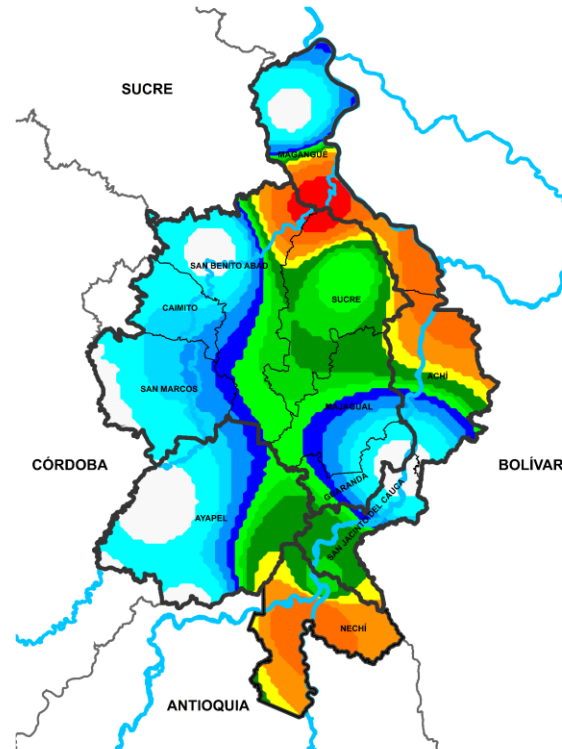 SUCRE
MAGANGUÉ
SAN BENITO ABAD
CAIMITO
SUCRE
SAN MARCOS
ACHÍ
MAJAGUAL
CÓRDOBA
BOLÍVAR
GUARANDA
SAN JACINTO DEL CAUCA
AYAPEL
NECHÍ
ANTIOQUIA